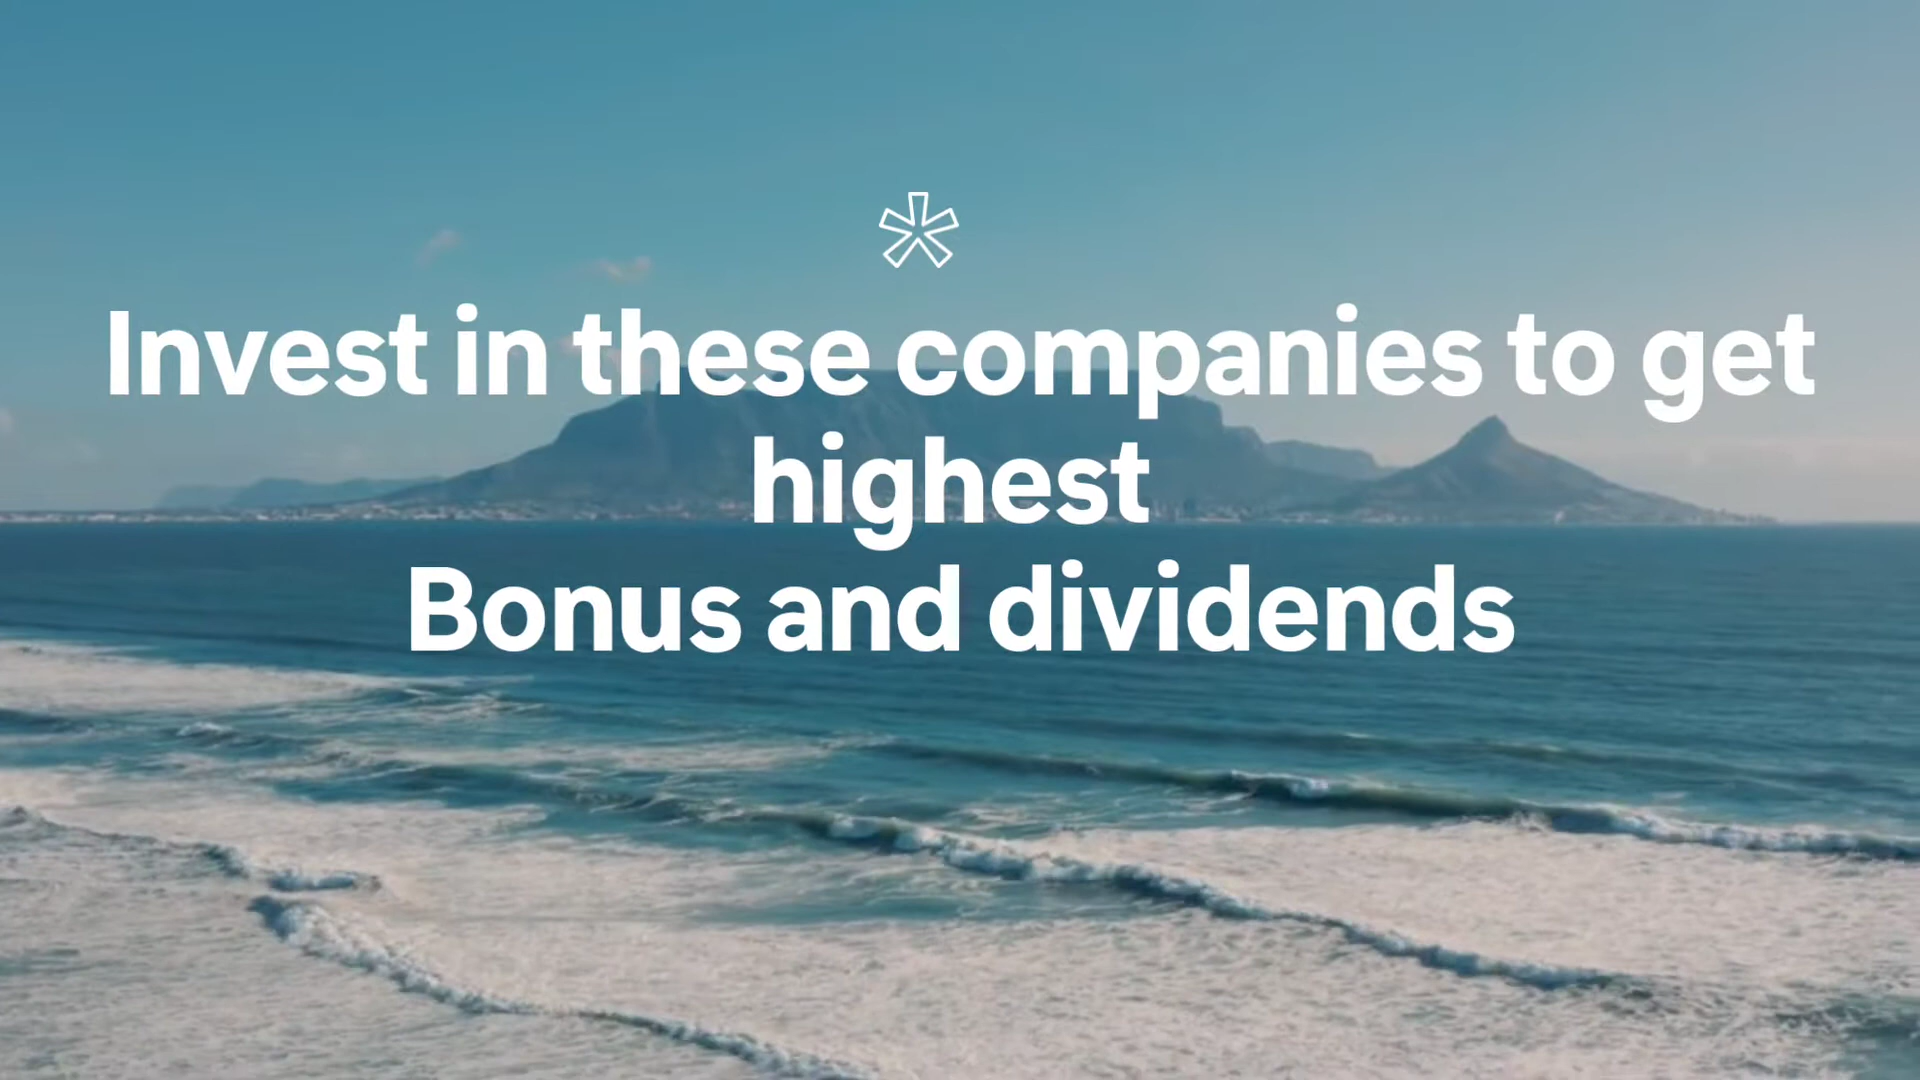 Invest in these companies to get
highest
Bonus and dividends